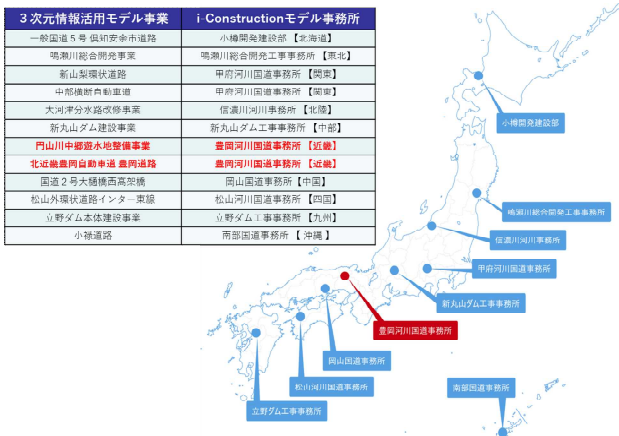 ３次元情報活用モデル事業 i-Constructionモデル事務所
一般国道５号 倶知安余市道路 小樽開発建設部【北海道】
鳴瀬川総合開発事業 鳴瀬川総合開発工事事務所【東北】
新山梨環状道路 甲府河川国道事務所【関東】
中部横断自動車道 甲府河川国道事務所【関東】
大河津分水路改修事業 信濃川河川事務所【北陸】
新丸山ダム建設事業 新丸山ダム工事事務所【中部】
円山川中郷遊水地整備事業 豊岡河川国道事務所【近畿】
北近畿豊岡自動車道 豊岡道路 豊岡河川国道事務所【近畿】
国道２号大樋橋西高架橋 岡山国道事務所【中国】
松山外環状道路インター東線 松山河川国道事務所【四国】
立野ダム本体建設事業 立野ダム工事事務所【九州】
小禄道路 南部国道事務所【 沖縄 】
小樽開発建設部
鳴瀬川総合開発工事事務所
信濃川河川事務所
甲府河川国道事務所
新丸山ダム工事事務所
豊岡河川国道事務所
岡山国道事務所
松山河川国道事務所
南部国道事務所
立野ダム工事事務所